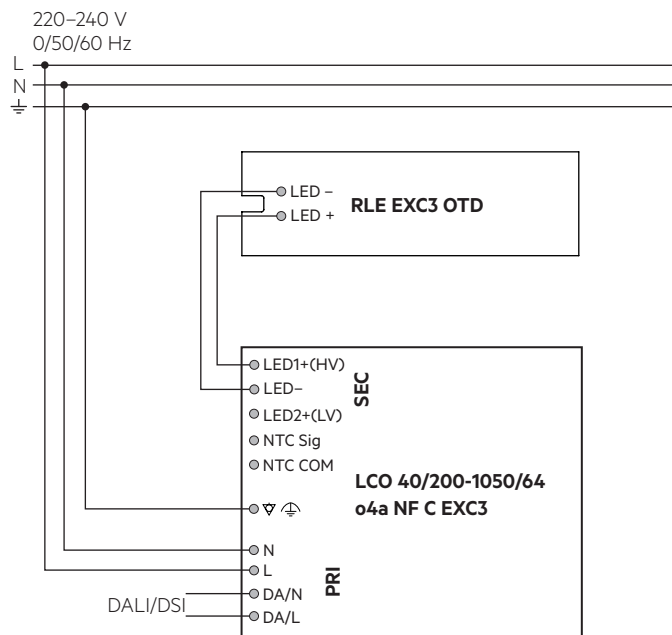 220–240 V
0/50/60 Hz
L
N
LED –
LED +
RLE EXC3 OTD
LED1+(HV)
LED–
LED2+(LV)
NTC Sig
NTC COM
SEC
LCO 40/200-1050/64
o4a NF C EXC3
N
L
DA/N
DA/L
PRI
DALI/DSI